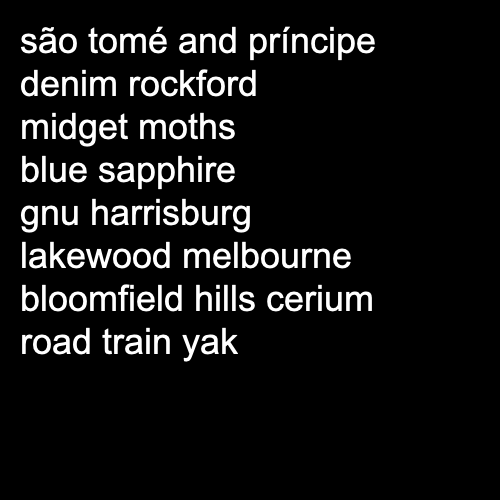 são tomé and príncipe
denim rockford
midget moths
blue sapphire
gnu harrisburg
lakewood melbourne
bloomfield hills cerium
road train yak